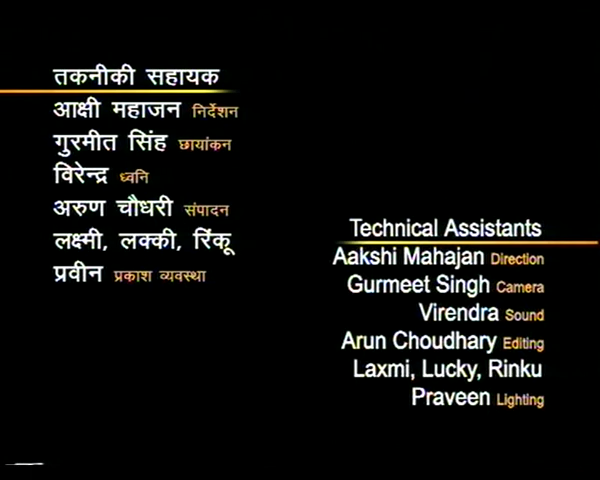 तकनीकी सहायक
आक्षी महाजन निर्देशन
गुरमीत सिंह छायांकन
विरेन्द्र ध्वनि
अरुण चौधरी संपादन
लक्ष्मी, लक्की, रिंकू
प्रवीन प्रकाश व्यवस्था
Technical Assistants
Aakshi Mahajan Direction
Gurmeet Singh Camera
Virendra Sound
Arun Choudhary Editing
Laxmi, Lucky, Rinku
Praveen Lighting